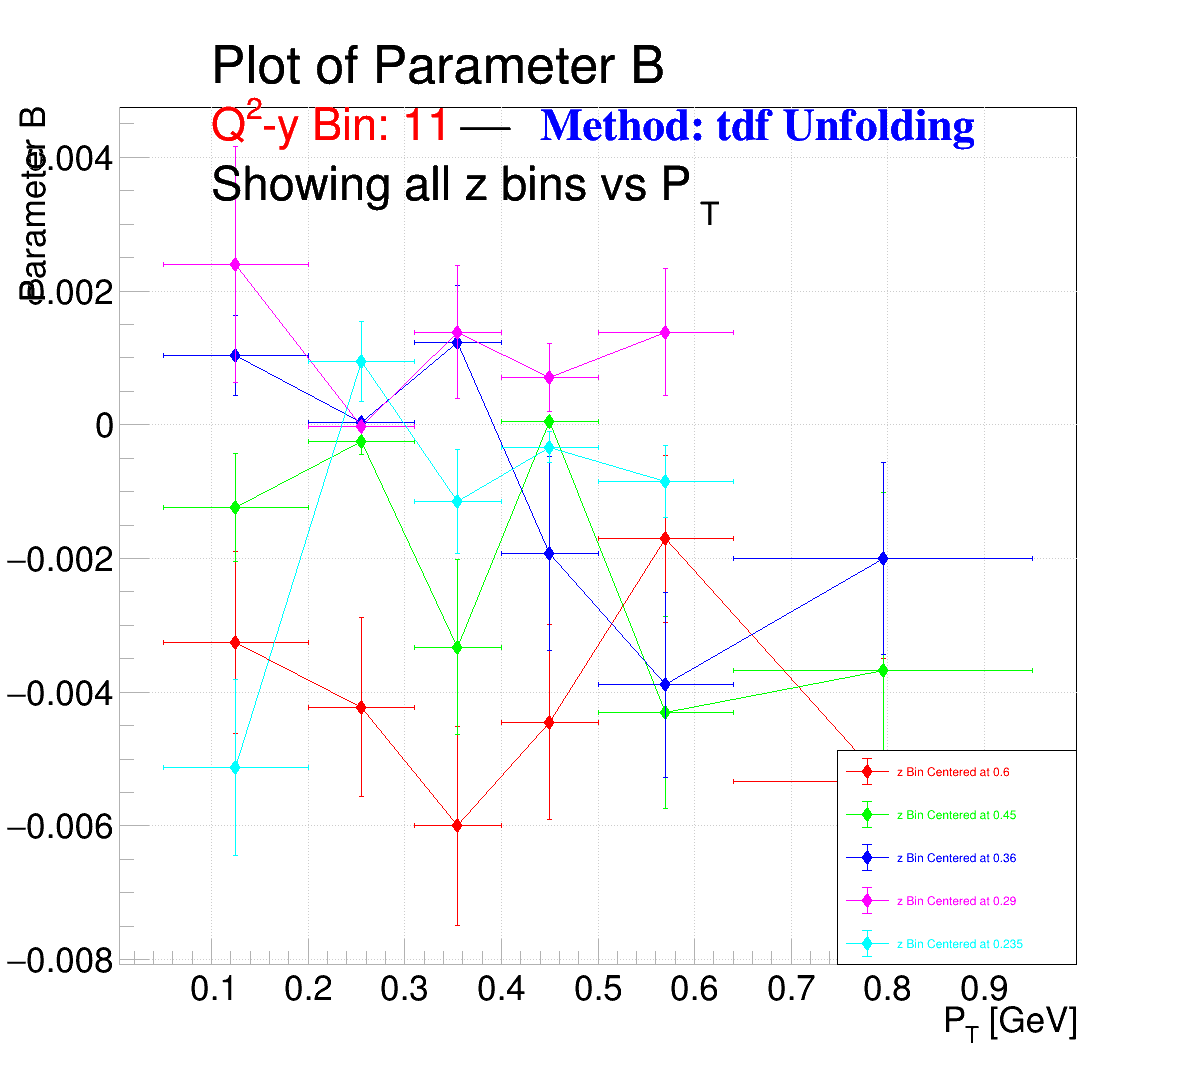 Plot of Parameter B
Q2-y Bin: 11 — Method: tdf Unfolding
Showing all z bins vs PT
Parameter B
0.004
0.002
0
−0.002
−0.004
−0.006
−0.008
z Bin Centered at 0.6
z Bin Centered at 0.45
z Bin Centered at 0.36
z Bin Centered at 0.29
z Bin Centered at 0.235
0.1 0.2 0.3 0.4 0.5 0.6 0.7 0.8 0.9
PT [GeV]